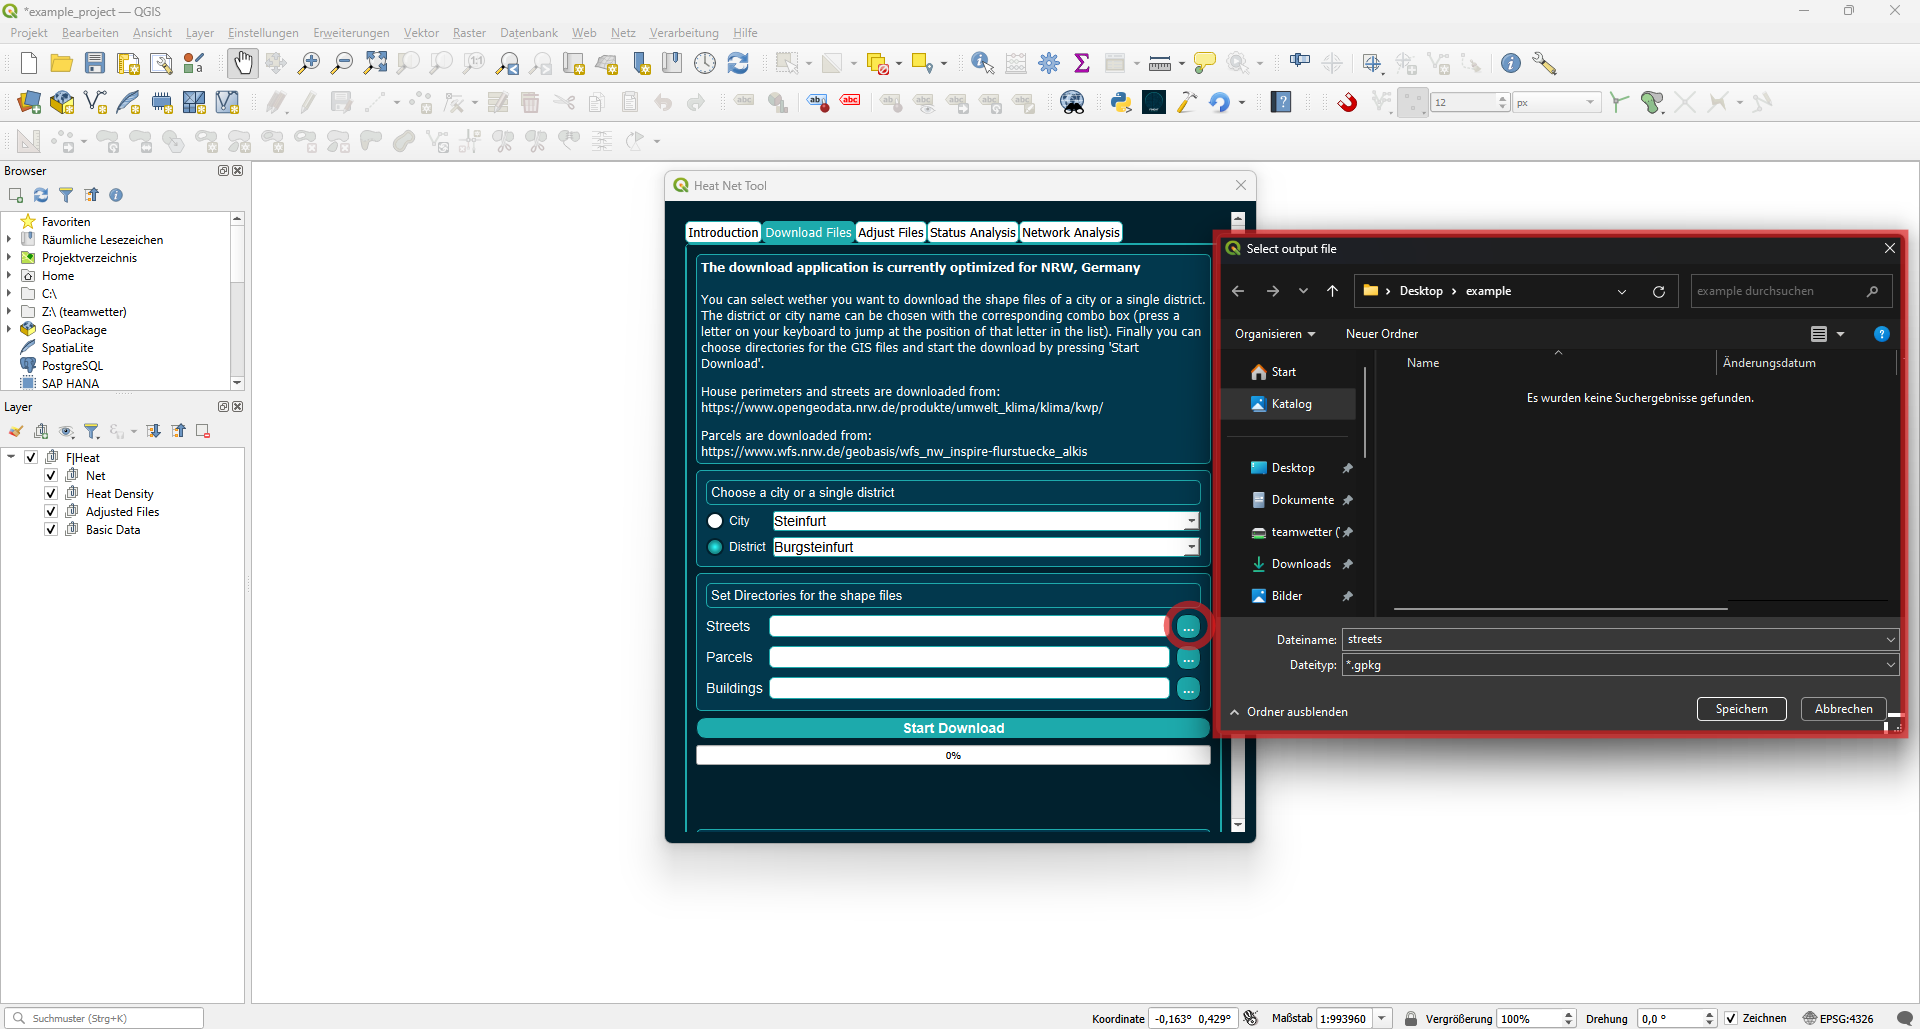 *example_project — QGIS
Projekt Bearbeiten Ansicht Layer Einstellungen Erweiterungen Vektor Raster Datenbank Web Netz Verarbeitung Hilfe
12 px
Browser
Favoriten
Räumliche Lesezeichen
Projektverzeichnis
Home
C:\
Z:\ (teamwetter)
GeoPackage
SpatiaLite
PostgreSQL
SAP HANA
Layer
F|Heat
Net
Heat Density
Adjusted Files
Basic Data
Heat Net Tool
Introduction Download Files Adjust Files Status Analysis Network Analysis
The download application is currently optimized for NRW, Germany
You can select wether you want to download the shape files of a city or a single district.
The district or city name can be chosen with the corresponding combo box (press a
letter on your keyboard to jump at the position of that letter in the list). Finally you can
choose directories for the GIS files and start the download by pressing 'Start
Download'.
House perimeters and streets are downloaded from:
https://www.opengeodata.nrw.de/produkte/umwelt_klima/klima/kwp/
Parcels are downloaded from:
https://www.wfs.nrw.de/geobasis/wfs_nw_inspire-flurstuecke_alkis
Choose a city or a single district
City Steinfurt
District Burgsteinfurt
Set Directories for the shape files
Streets ...
Parcels ...
Buildings ...
Start Download
0%
Select output file
Desktop › example
example durchsuchen
Organisieren Neuer Ordner
Name Änderungsdatum
Es wurden keine Suchergebnisse gefunden.
Start
Katalog
Desktop
Dokumente
teamwetter (
Downloads
Bilder
Dateiname: streets
Dateityp: *.gpkg
Ordner ausblenden
Speichern Abbrechen
Suchmuster (Strg+K)
Koordinate -0,163° 0,429° Maßstab 1:993960 Vergrößerung 100% Drehung 0,0 ° Zeichnen EPSG:4326